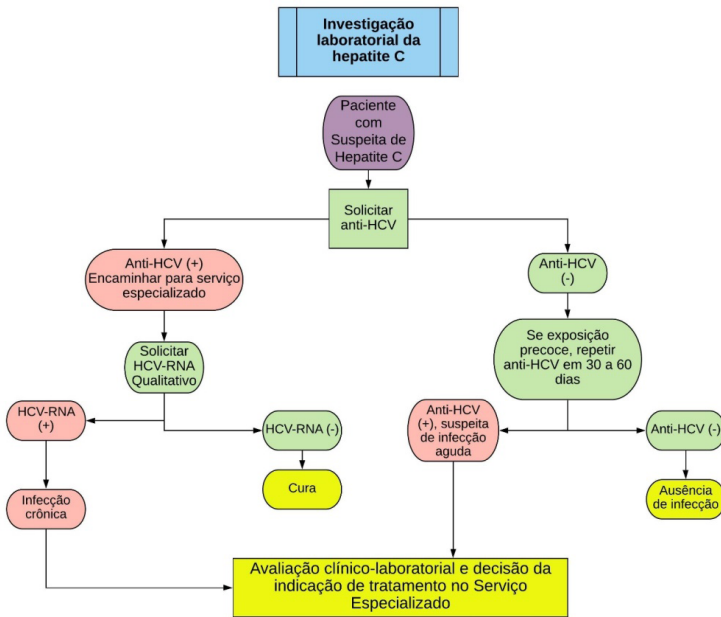 Investigação
laboratorial da
hepatite C
Paciente
com
Suspeita de
Hepatite C
Solicitar
anti-HCV
Anti-HCV (+)
Encaminhar para serviço
especializado
Anti-HCV
(-)
Solicitar
HCV-RNA
Qualitativo
Se exposição
precoce, repetir
anti-HCV em 30 a 60
dias
HCV-RNA
(+)
HCV-RNA (-)
Anti-HCV
(+), suspeita
de infecção
aguda
Anti-HCV (-)
Infecção
crônica
Cura
Ausência
de infecção
Avaliação clínico-laboratorial e decisão da
indicação de tratamento no Serviço
Especializado